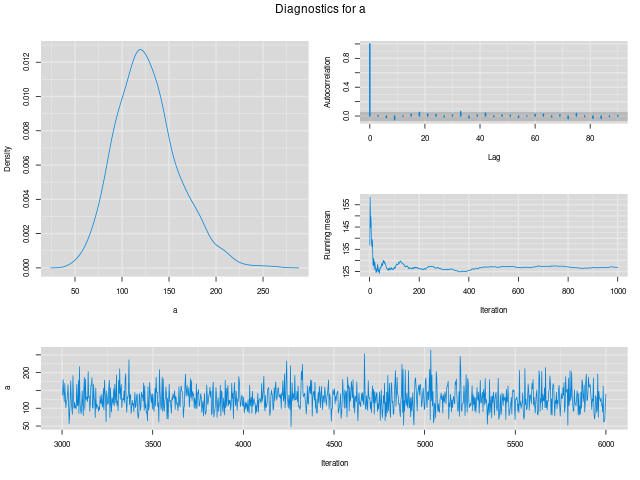 Diagnostics for a
Density
0.000 0.002 0.004 0.006 0.008 0.010 0.012
50 100 150 200 250
a
Autocorrelation
0.0 0.4 0.8
0 20 40 60 80
Lag
Running mean
125 135 145 155
0 200 400 600 800 1000
Iteration
a
50 100 200
3000 3500 4000 4500 5000 5500 6000
Iteration